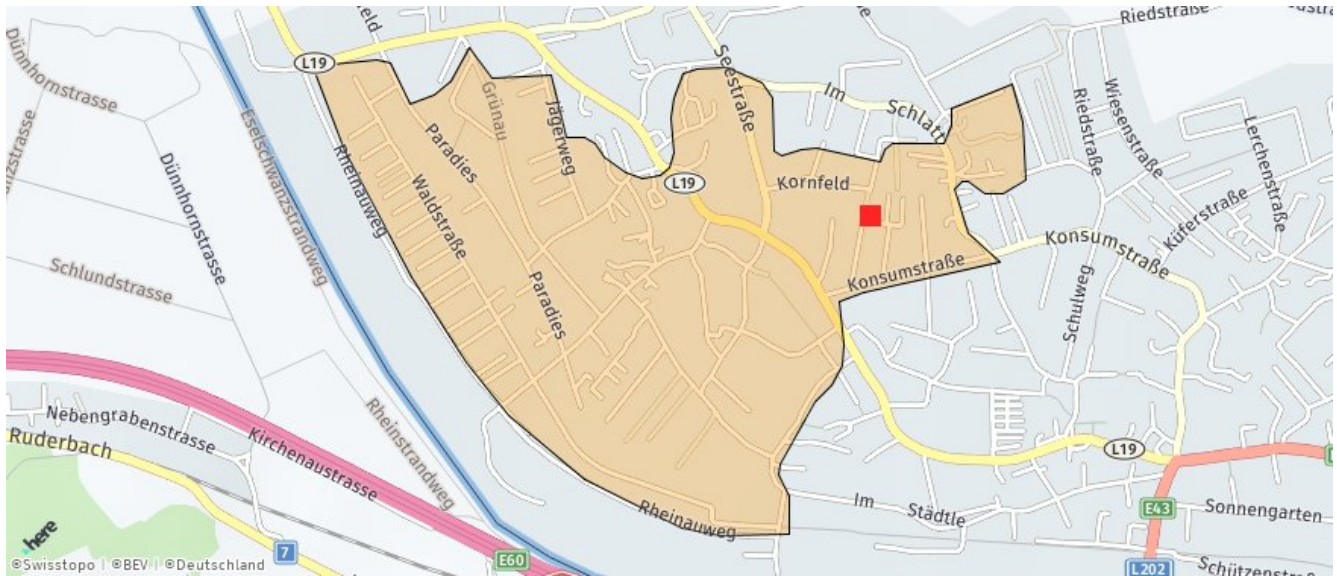 Riedstraße
Dünnhornstrasse
L19
Seestraße
Im
Schlatt
Grünau
Jägerweg
Paradies
Riedstraße
Wiesenstraße
Lerchenstraße
Eselschwanzstrandweg
Rheinauweg
Waldstraße
Dünnhornstrasse
L19
Kornfeld
Küferstraße
Konsumstraße
Konsumstraße
Schlundstrasse
Paradies
Schulweg
Nebengrabenstrasse
Ruderbach
Kirchenaustrasse
Rheinstrandweg
L19
Im
Städtle
Rheinauweg
E43
Sonnengarten
here
7
E60
L202
©Swisstopo | ©BEV | ©Deutschland